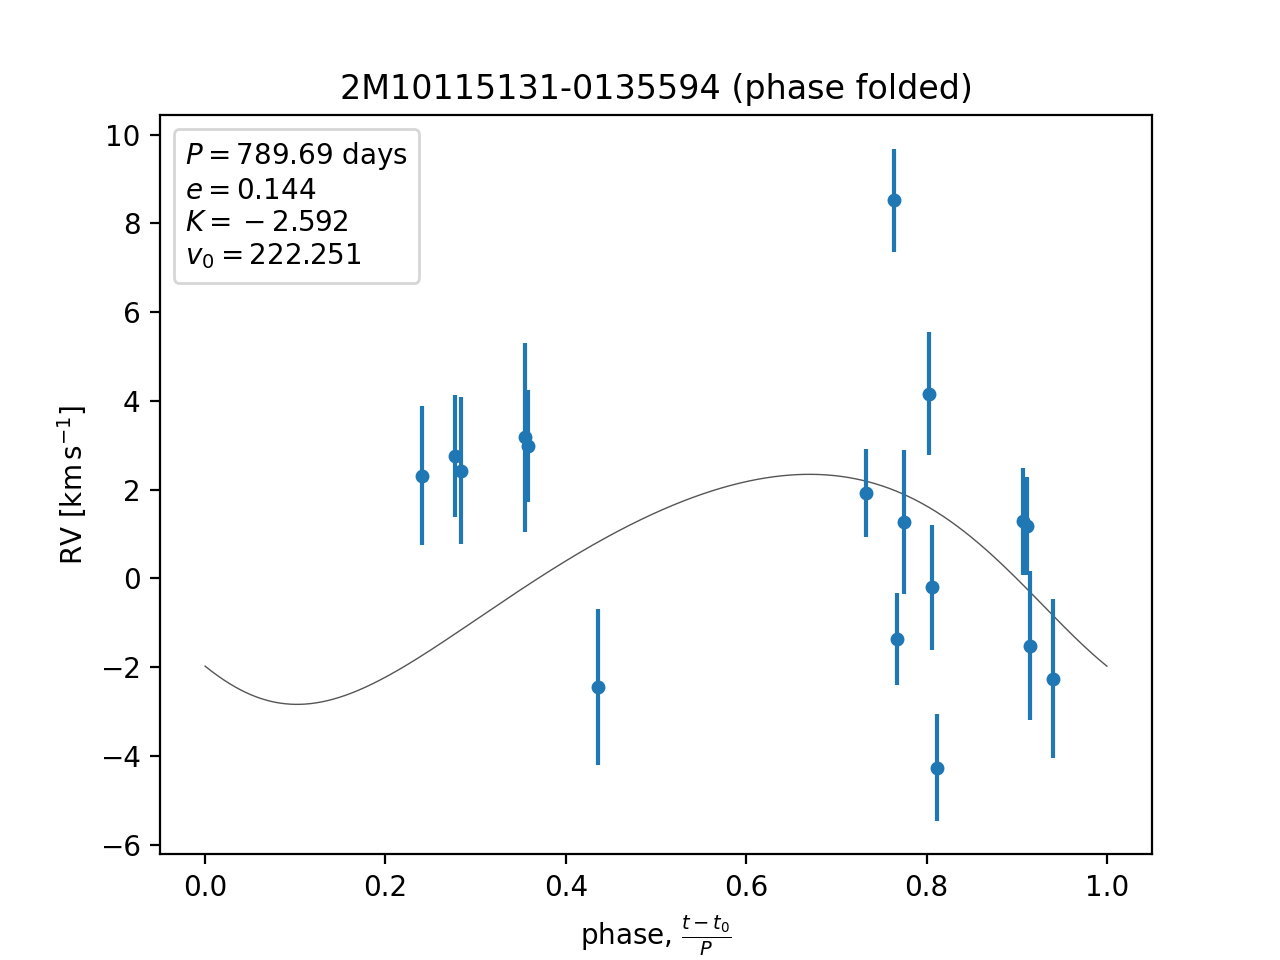 2M10115131-0135594 (phase folded)
P = 789.69 days
e = 0.144
K = −2.592
v₀ = 222.251
10
8
6
4
2
0
−2
−4
−6
RV [km s⁻¹]
0.0 0.2 0.4 0.6 0.8 1.0
phase, (t − t₀)/P